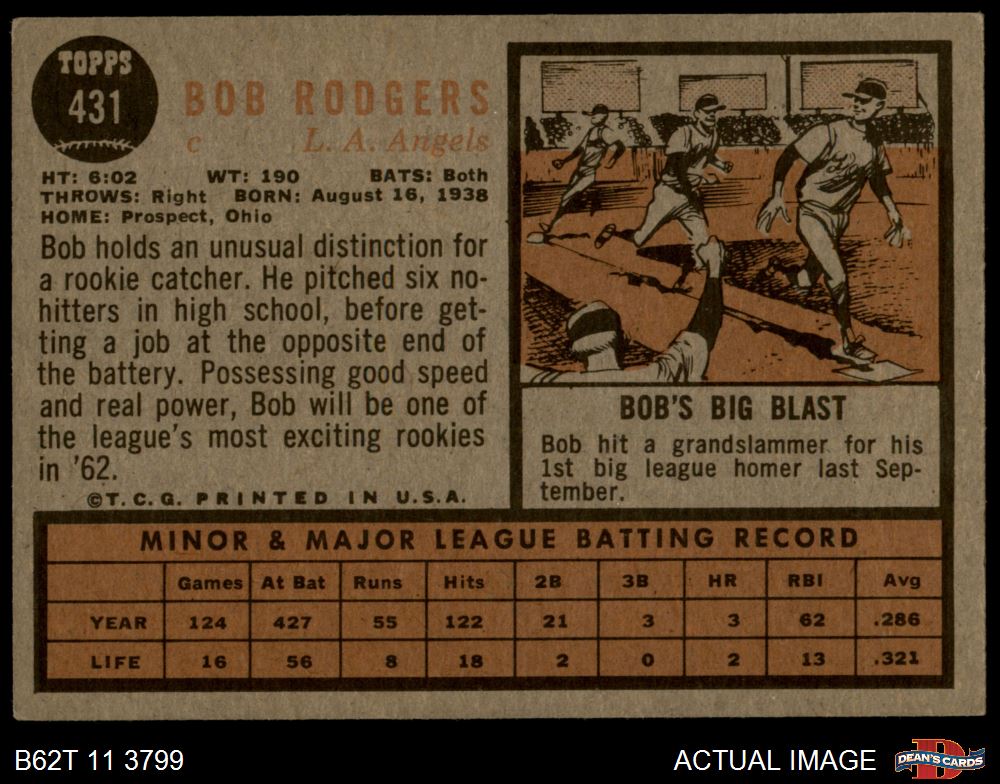 TOPPS
431
BOB RODGERS
c L. A. Angels
HT: 6:02 WT: 190 BATS: Both
THROWS: Right BORN: August 16, 1938
HOME: Prospect, Ohio
Bob holds an unusual distinction for
a rookie catcher. He pitched six no-
hitters in high school, before get-
ting a job at the opposite end of
the battery. Possessing good speed
and real power, Bob will be one of
the league's most exciting rookies
in '62.
©T.C.G. PRINTED IN U.S.A.
BOB'S BIG BLAST
Bob hit a grandslammer for his
1st big league homer last Sep-
tember.
MINOR & MAJOR LEAGUE BATTING RECORD
Games At Bat Runs Hits 2B 3B HR RBI Avg
YEAR 124 427 55 122 21 3 3 62 .286
LIFE 16 56 8 18 2 0 2 13 .321
B62T 11 3799
ACTUAL IMAGE
DEAN'S CARDS